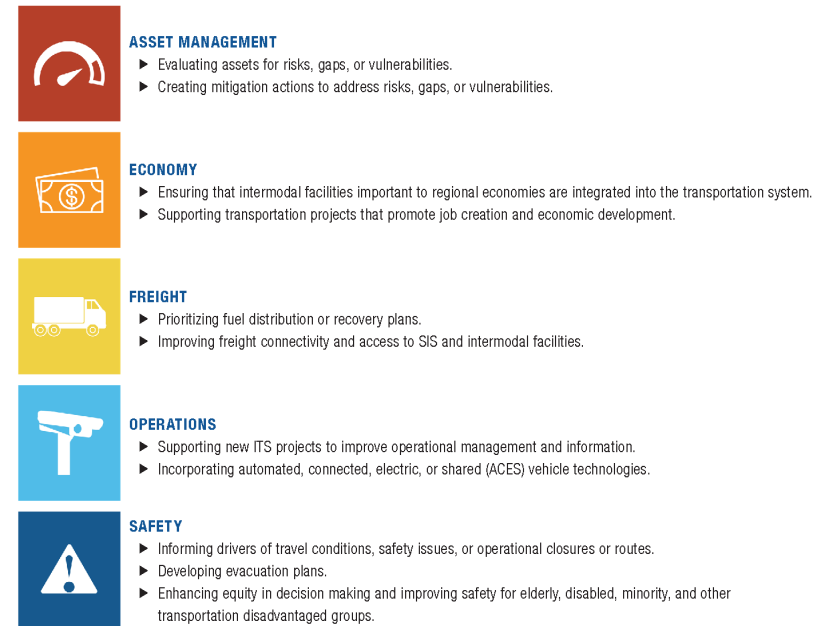 ASSET MANAGEMENT
▶ Evaluating assets for risks, gaps, or vulnerabilities.
▶ Creating mitigation actions to address risks, gaps, or vulnerabilities.
$
ECONOMY
▶ Ensuring that intermodal facilities important to regional economies are integrated into the transportation system.
▶ Supporting transportation projects that promote job creation and economic development.
FREIGHT
▶ Prioritizing fuel distribution or recovery plans.
▶ Improving freight connectivity and access to SIS and intermodal facilities.
OPERATIONS
▶ Supporting new ITS projects to improve operational management and information.
▶ Incorporating automated, connected, electric, or shared (ACES) vehicle technologies.
SAFETY
▶ Informing drivers of travel conditions, safety issues, or operational closures or routes.
▶ Developing evacuation plans.
▶ Enhancing equity in decision making and improving safety for elderly, disabled, minority, and other
transportation disadvantaged groups.